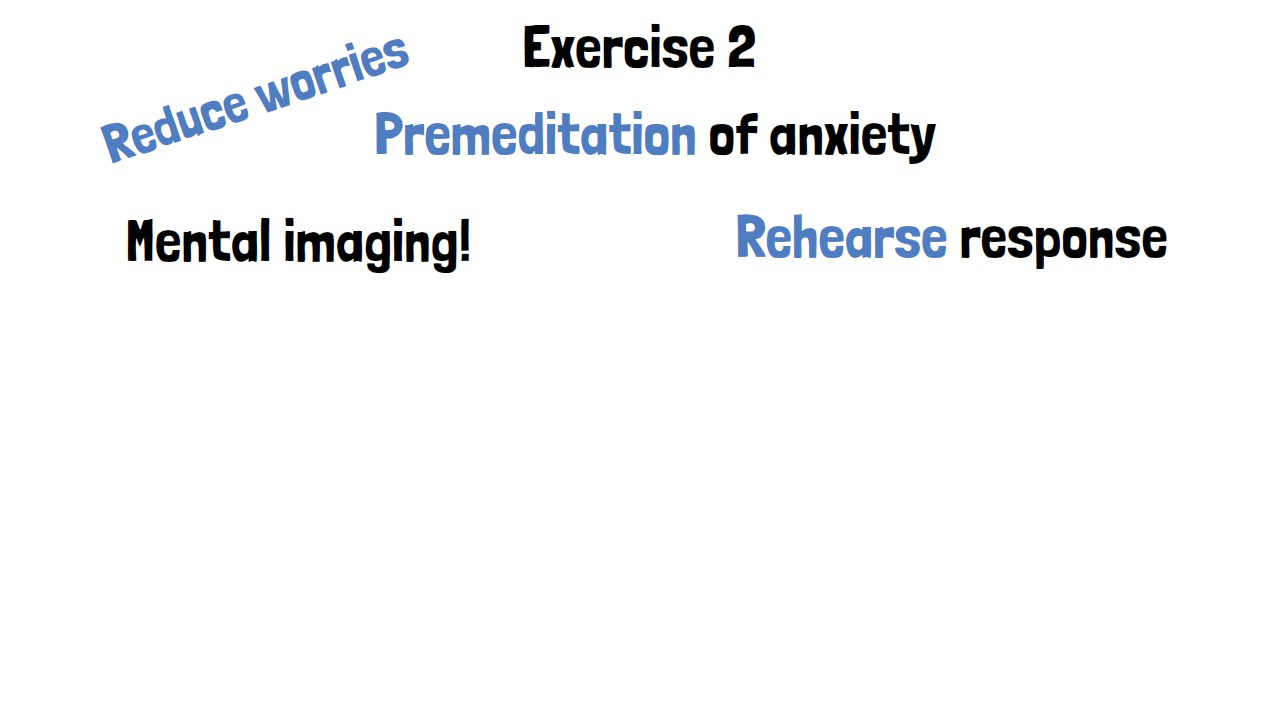 Exercise 2
Reduce worries
Premeditation of anxiety
Mental imaging!
Rehearse response